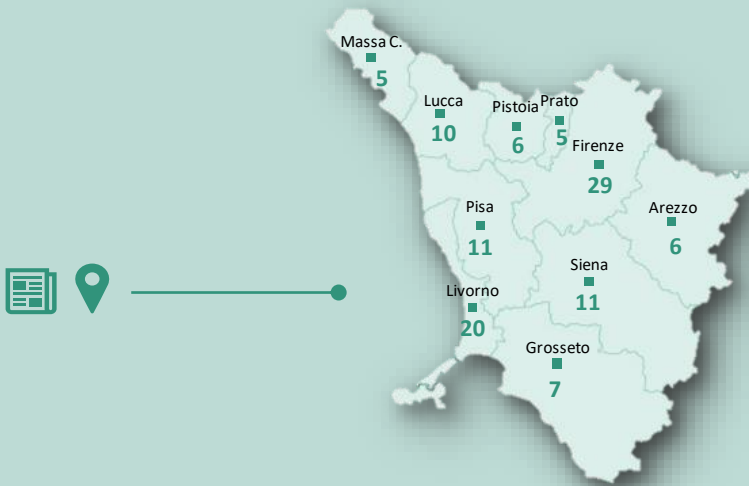 Massa C.
5
Lucca
10
Pistoia
6
Prato
5
Firenze
29
Arezzo
6
Pisa
11
Siena
11
Livorno
20
Grosseto
7